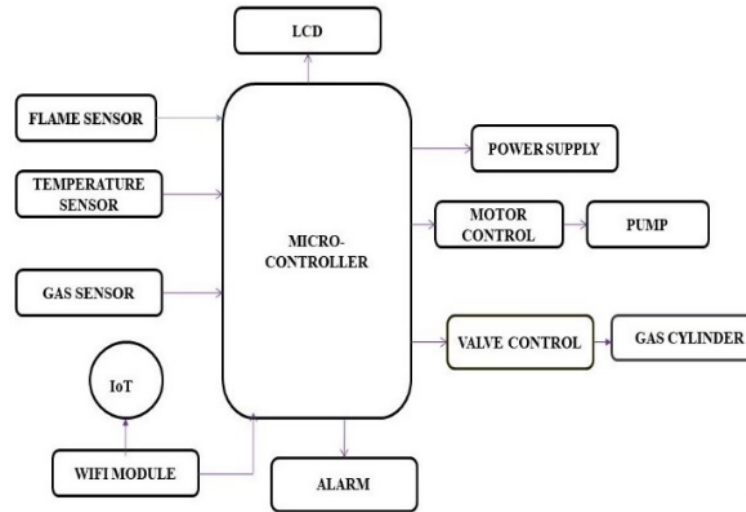 LCD
FLAME SENSOR
POWER SUPPLY
TEMPERATURE
SENSOR
MOTOR
CONTROL
PUMP
MICRO-
CONTROLLER
GAS SENSOR
VALVE CONTROL
GAS CYLINDER
IoT
WIFI MODULE
ALARM